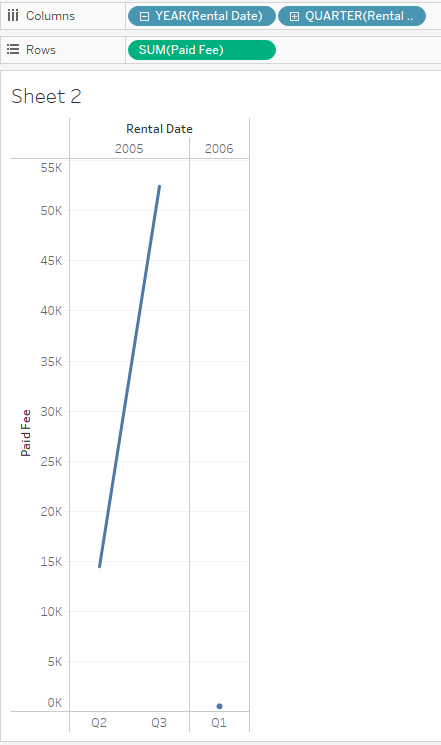 Columns YEAR(Rental Date) QUARTER(Rental ..
Rows SUM(Paid Fee)
Sheet 2
Rental Date
2005 2006
55K
50K
45K
40K
35K
30K
Paid Fee
25K
20K
15K
10K
5K
0K
Q2 Q3 Q1